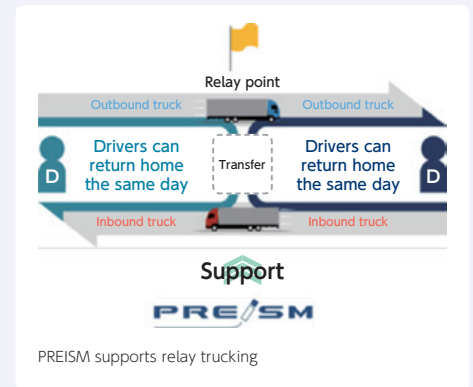 Relay point
Outbound truck
Outbound truck
D
Drivers can
return home
the same day
Transfer
Drivers can
return home
the same day
D
Inbound truck
Inbound truck
Support
PREISM
PREISM supports relay trucking